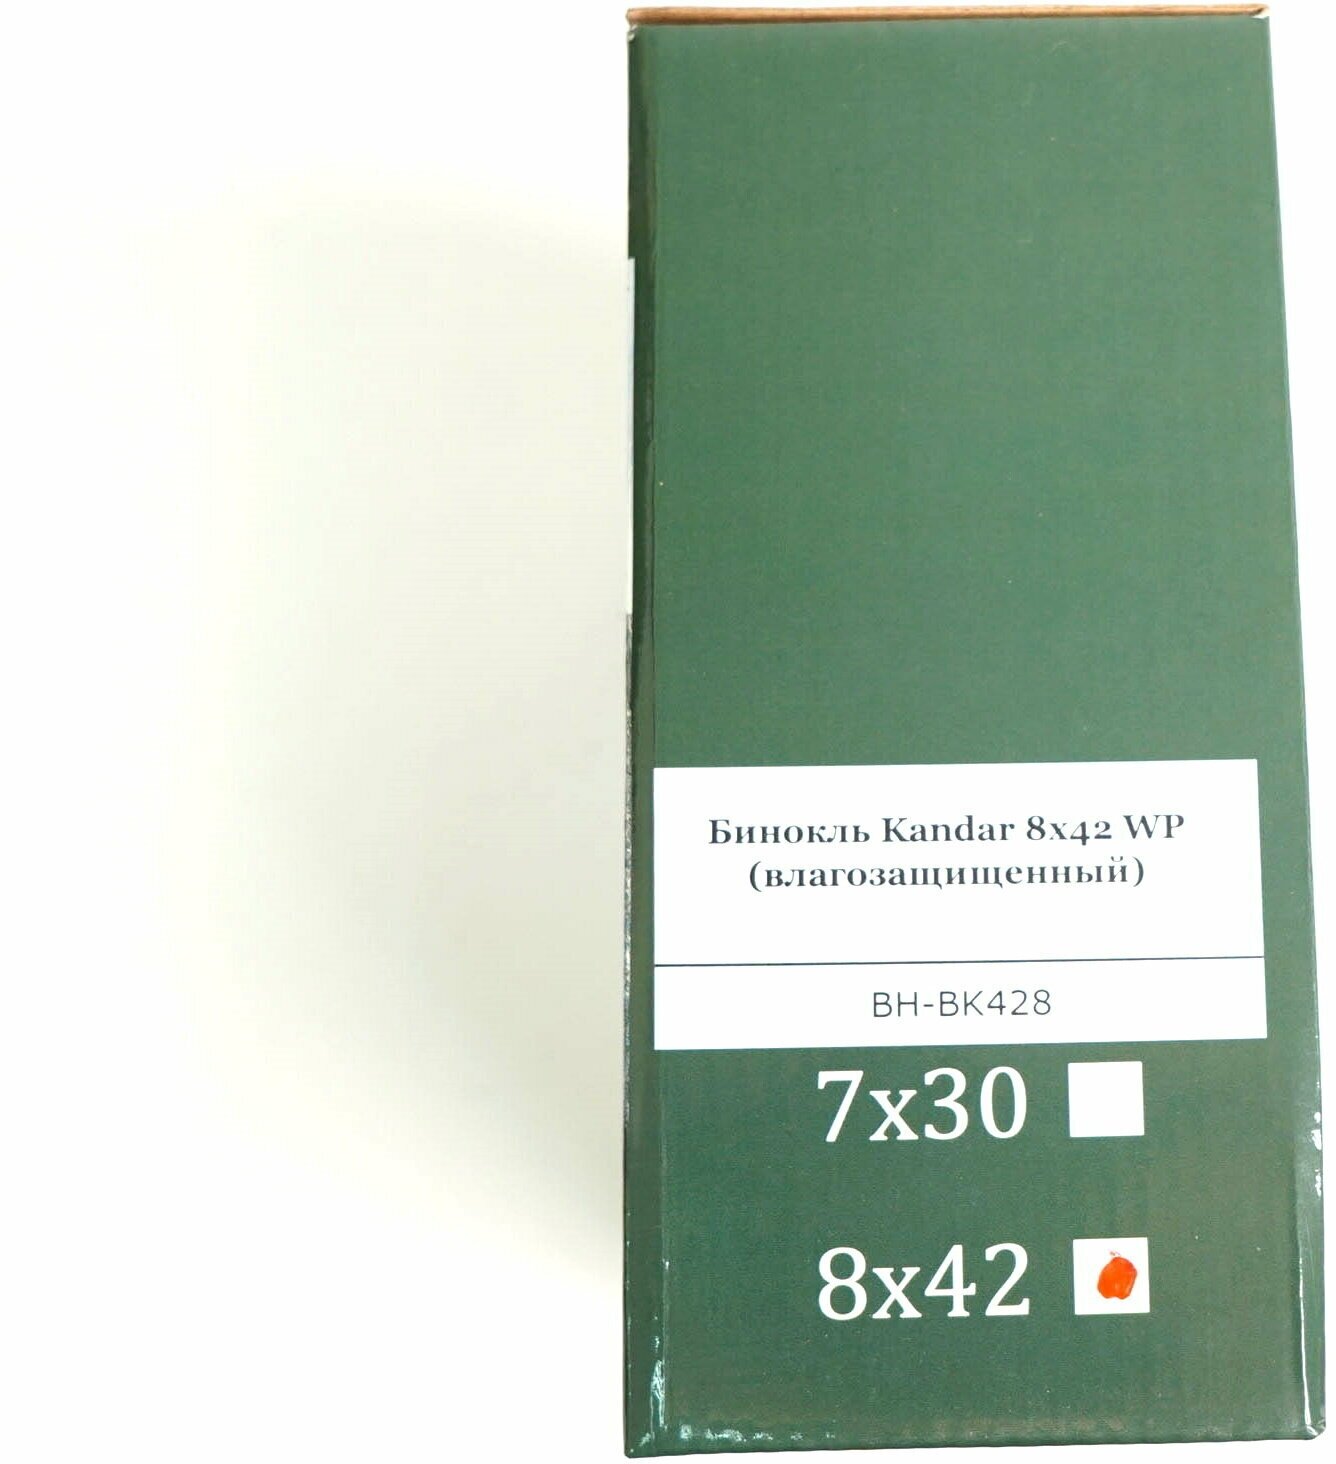 Бинокль Kandar 8x42 WP
(влагозащищенный)
BH-BK428
7x30
8x42